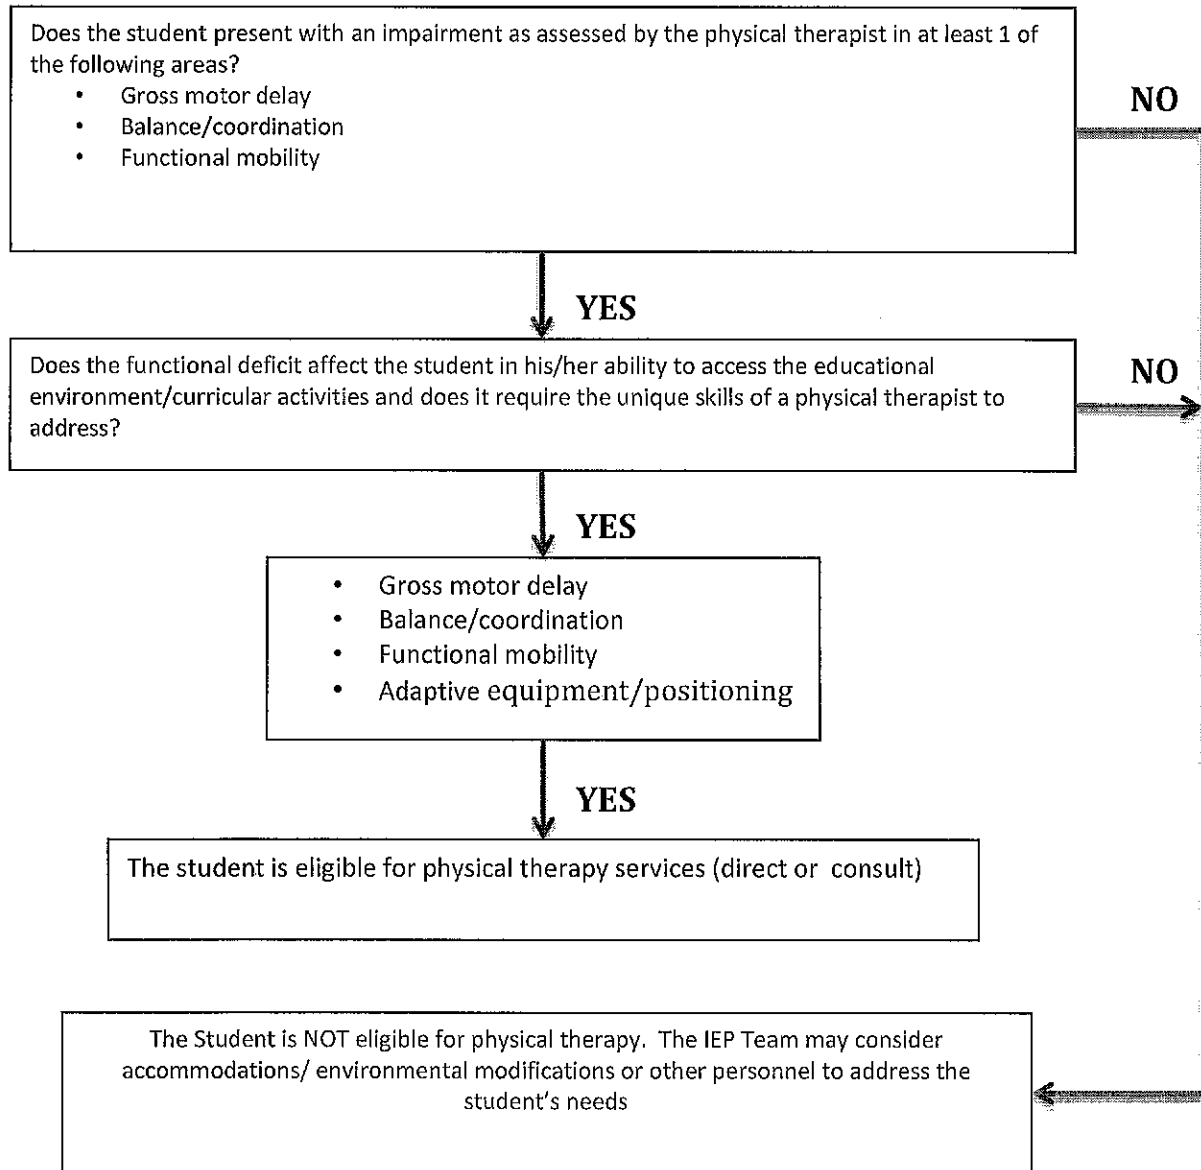 Does the student present with an impairment as assessed by the physical therapist in at least 1 of
the following areas?
• Gross motor delay
• Balance/coordination
• Functional mobility
NO
YES
Does the functional deficit affect the student in his/her ability to access the educational
environment/curricular activities and does it require the unique skills of a physical therapist to
address?
NO
YES
• Gross motor delay
• Balance/coordination
• Functional mobility
• Adaptive equipment/positioning
YES
The student is eligible for physical therapy services (direct or consult)
The Student is NOT eligible for physical therapy. The IEP Team may consider
accommodations/ environmental modifications or other personnel to address the
student's needs